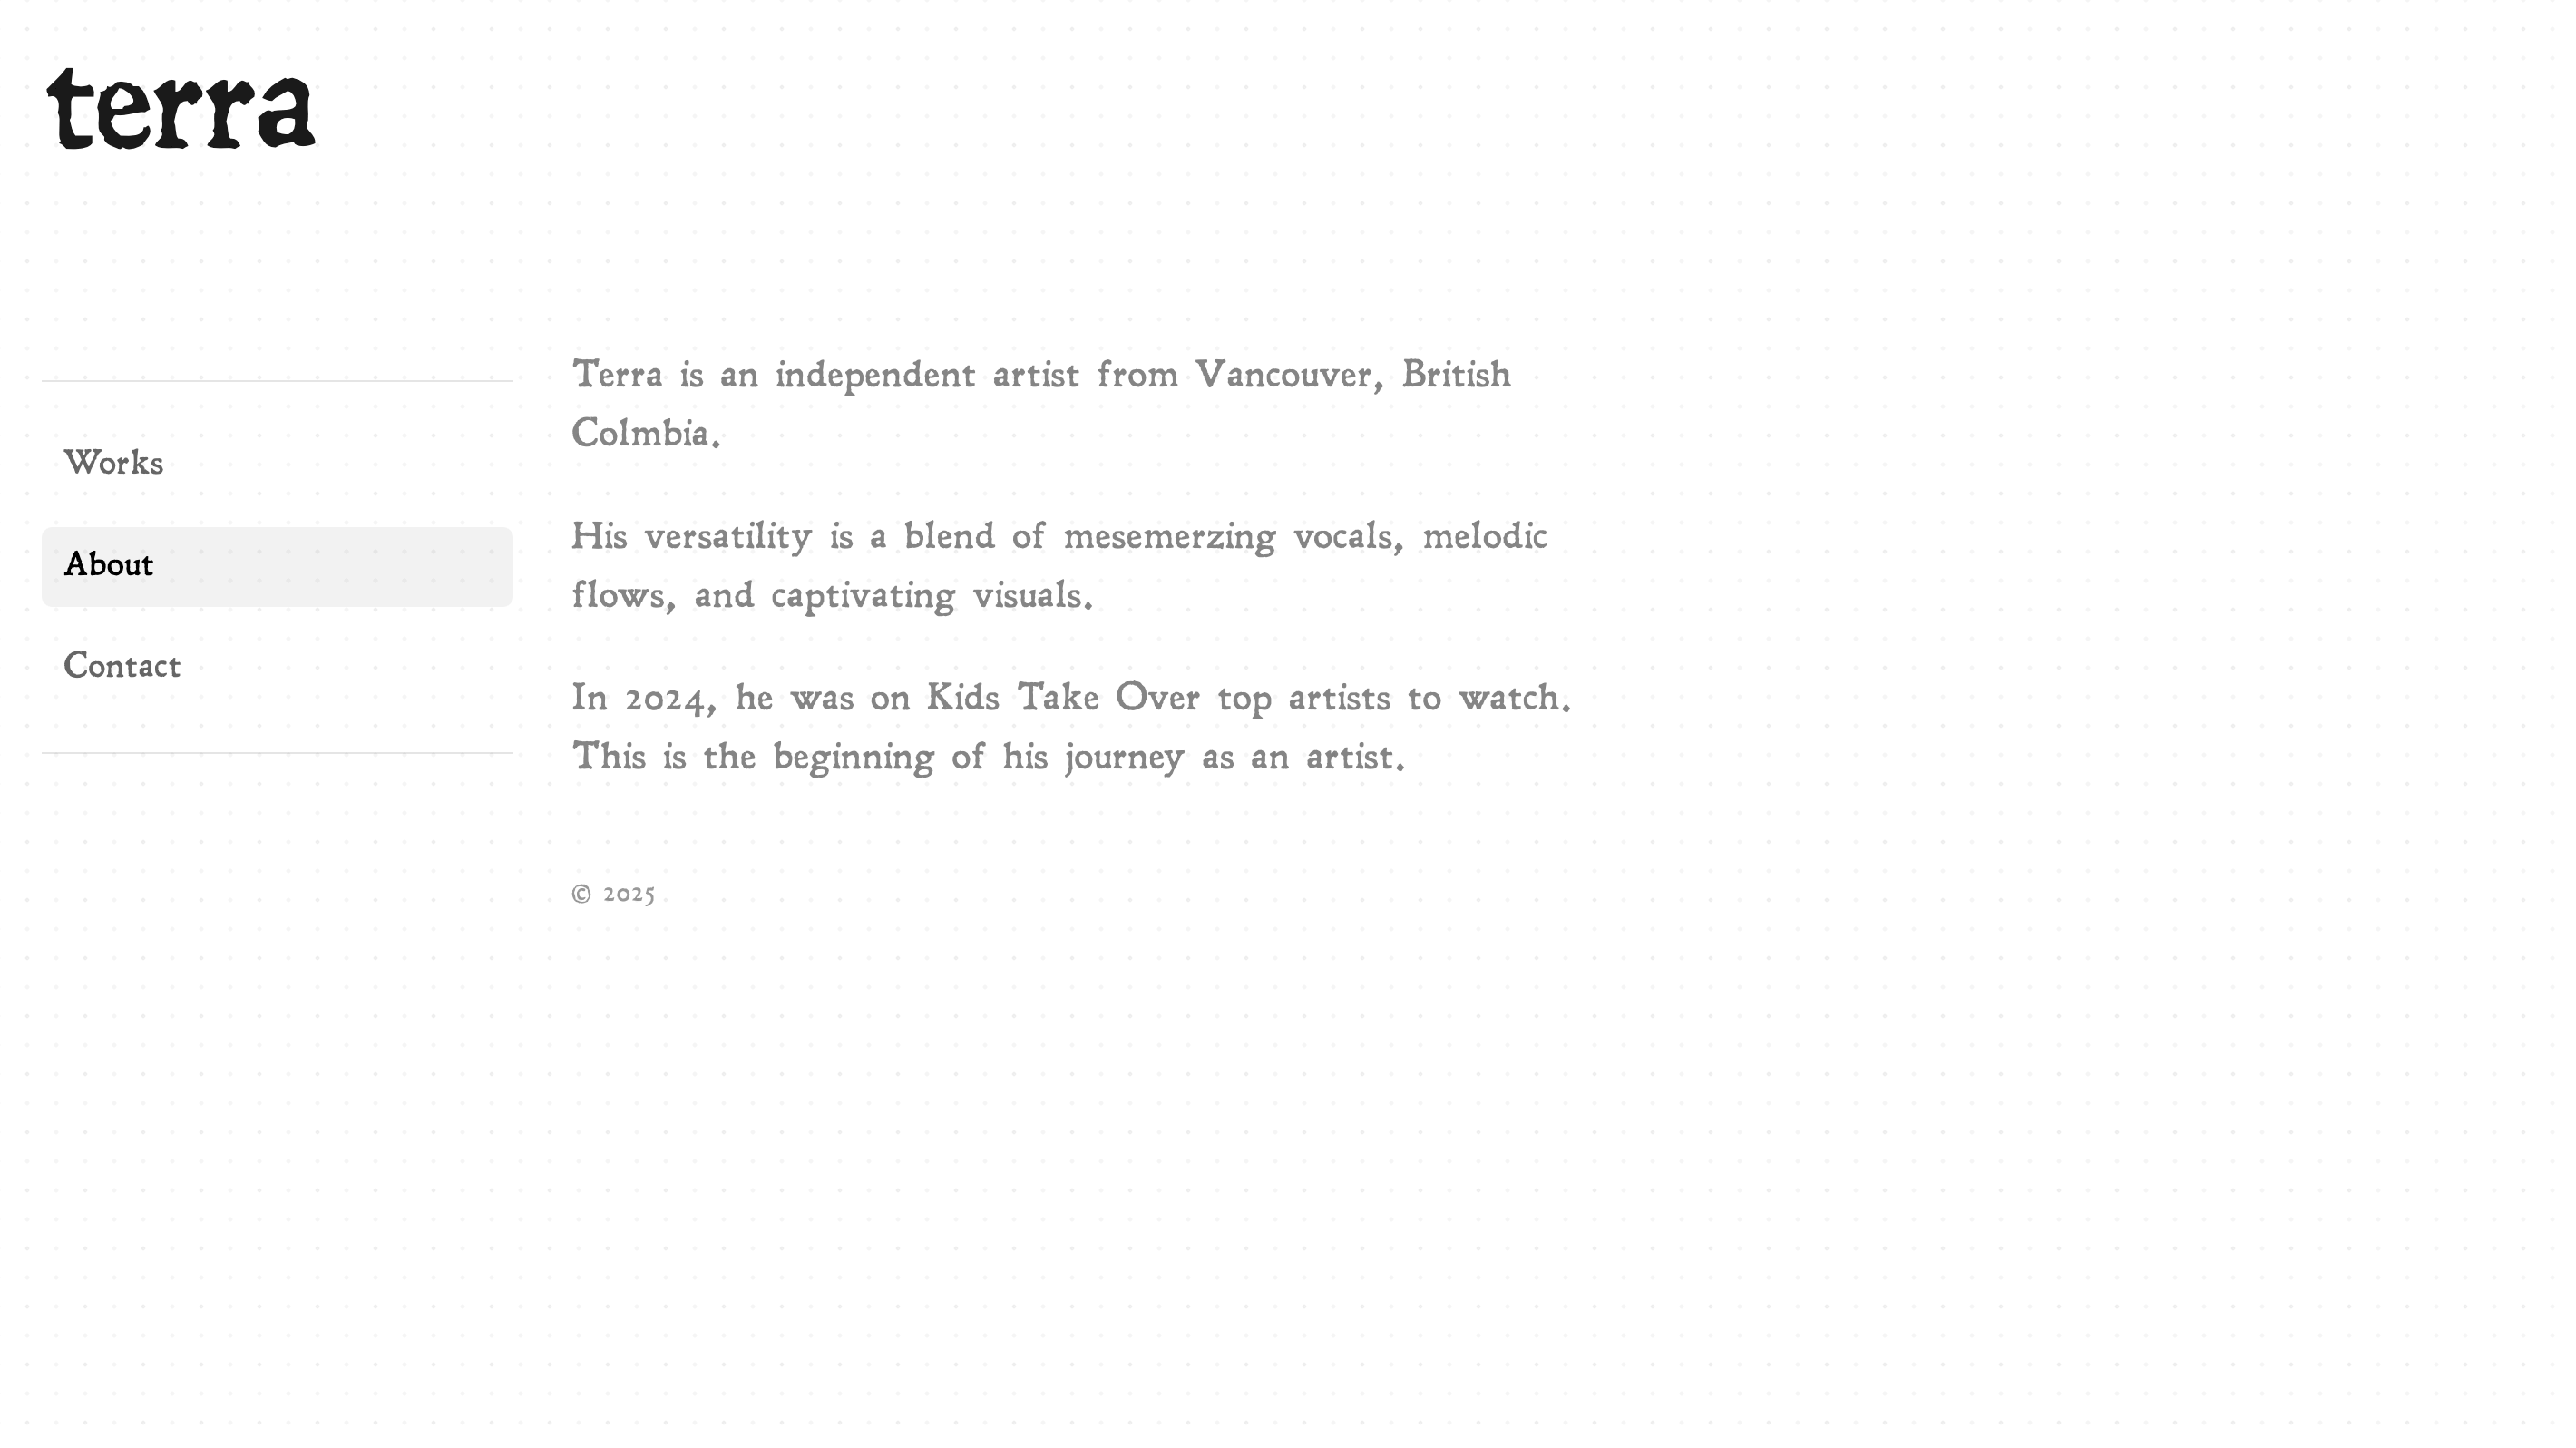 terra
Works
About
Contact
Terra is an independent artist from Vancouver, British
Colmbia.
His versatility is a blend of mesemerzing vocals, melodic
flows, and captivating visuals.
In 2024, he was on Kids Take Over top artists to watch.
This is the beginning of his journey as an artist.
© 2025